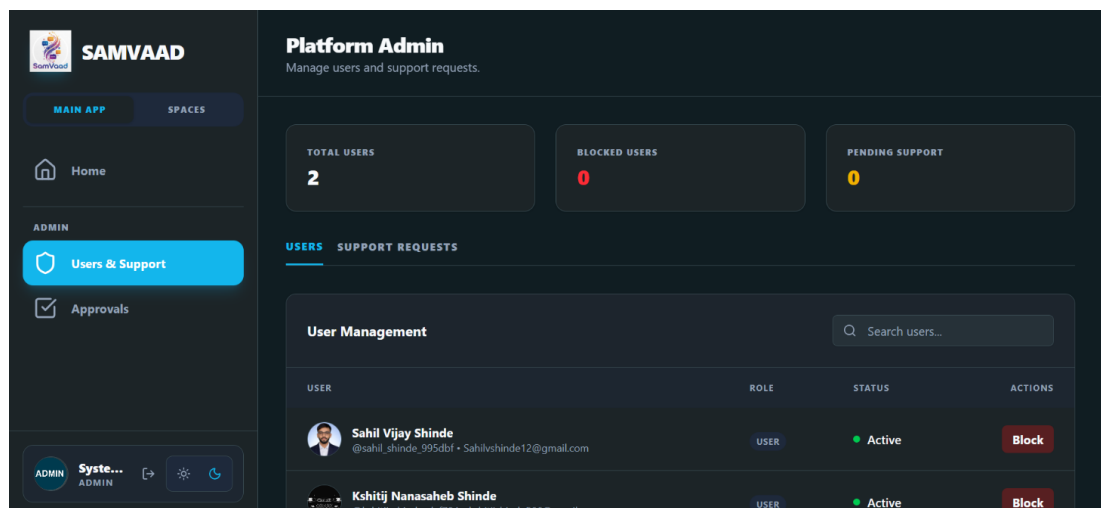 SamVaad
SAMVAAD
MAIN APP SPACES
Home
ADMIN
Users & Support
Approvals
ADMIN
Syste...
ADMIN
Platform Admin
Manage users and support requests.
TOTAL USERS
2
BLOCKED USERS
0
PENDING SUPPORT
0
USERS SUPPORT REQUESTS
User Management
Search users...
USER ROLE STATUS ACTIONS
Sahil Vijay Shinde
@sahil_shinde_995dbf • Sahilvshinde12@gmail.com
USER
Active
Block
Kshitij Nanasaheb Shinde
USER
Active
Block